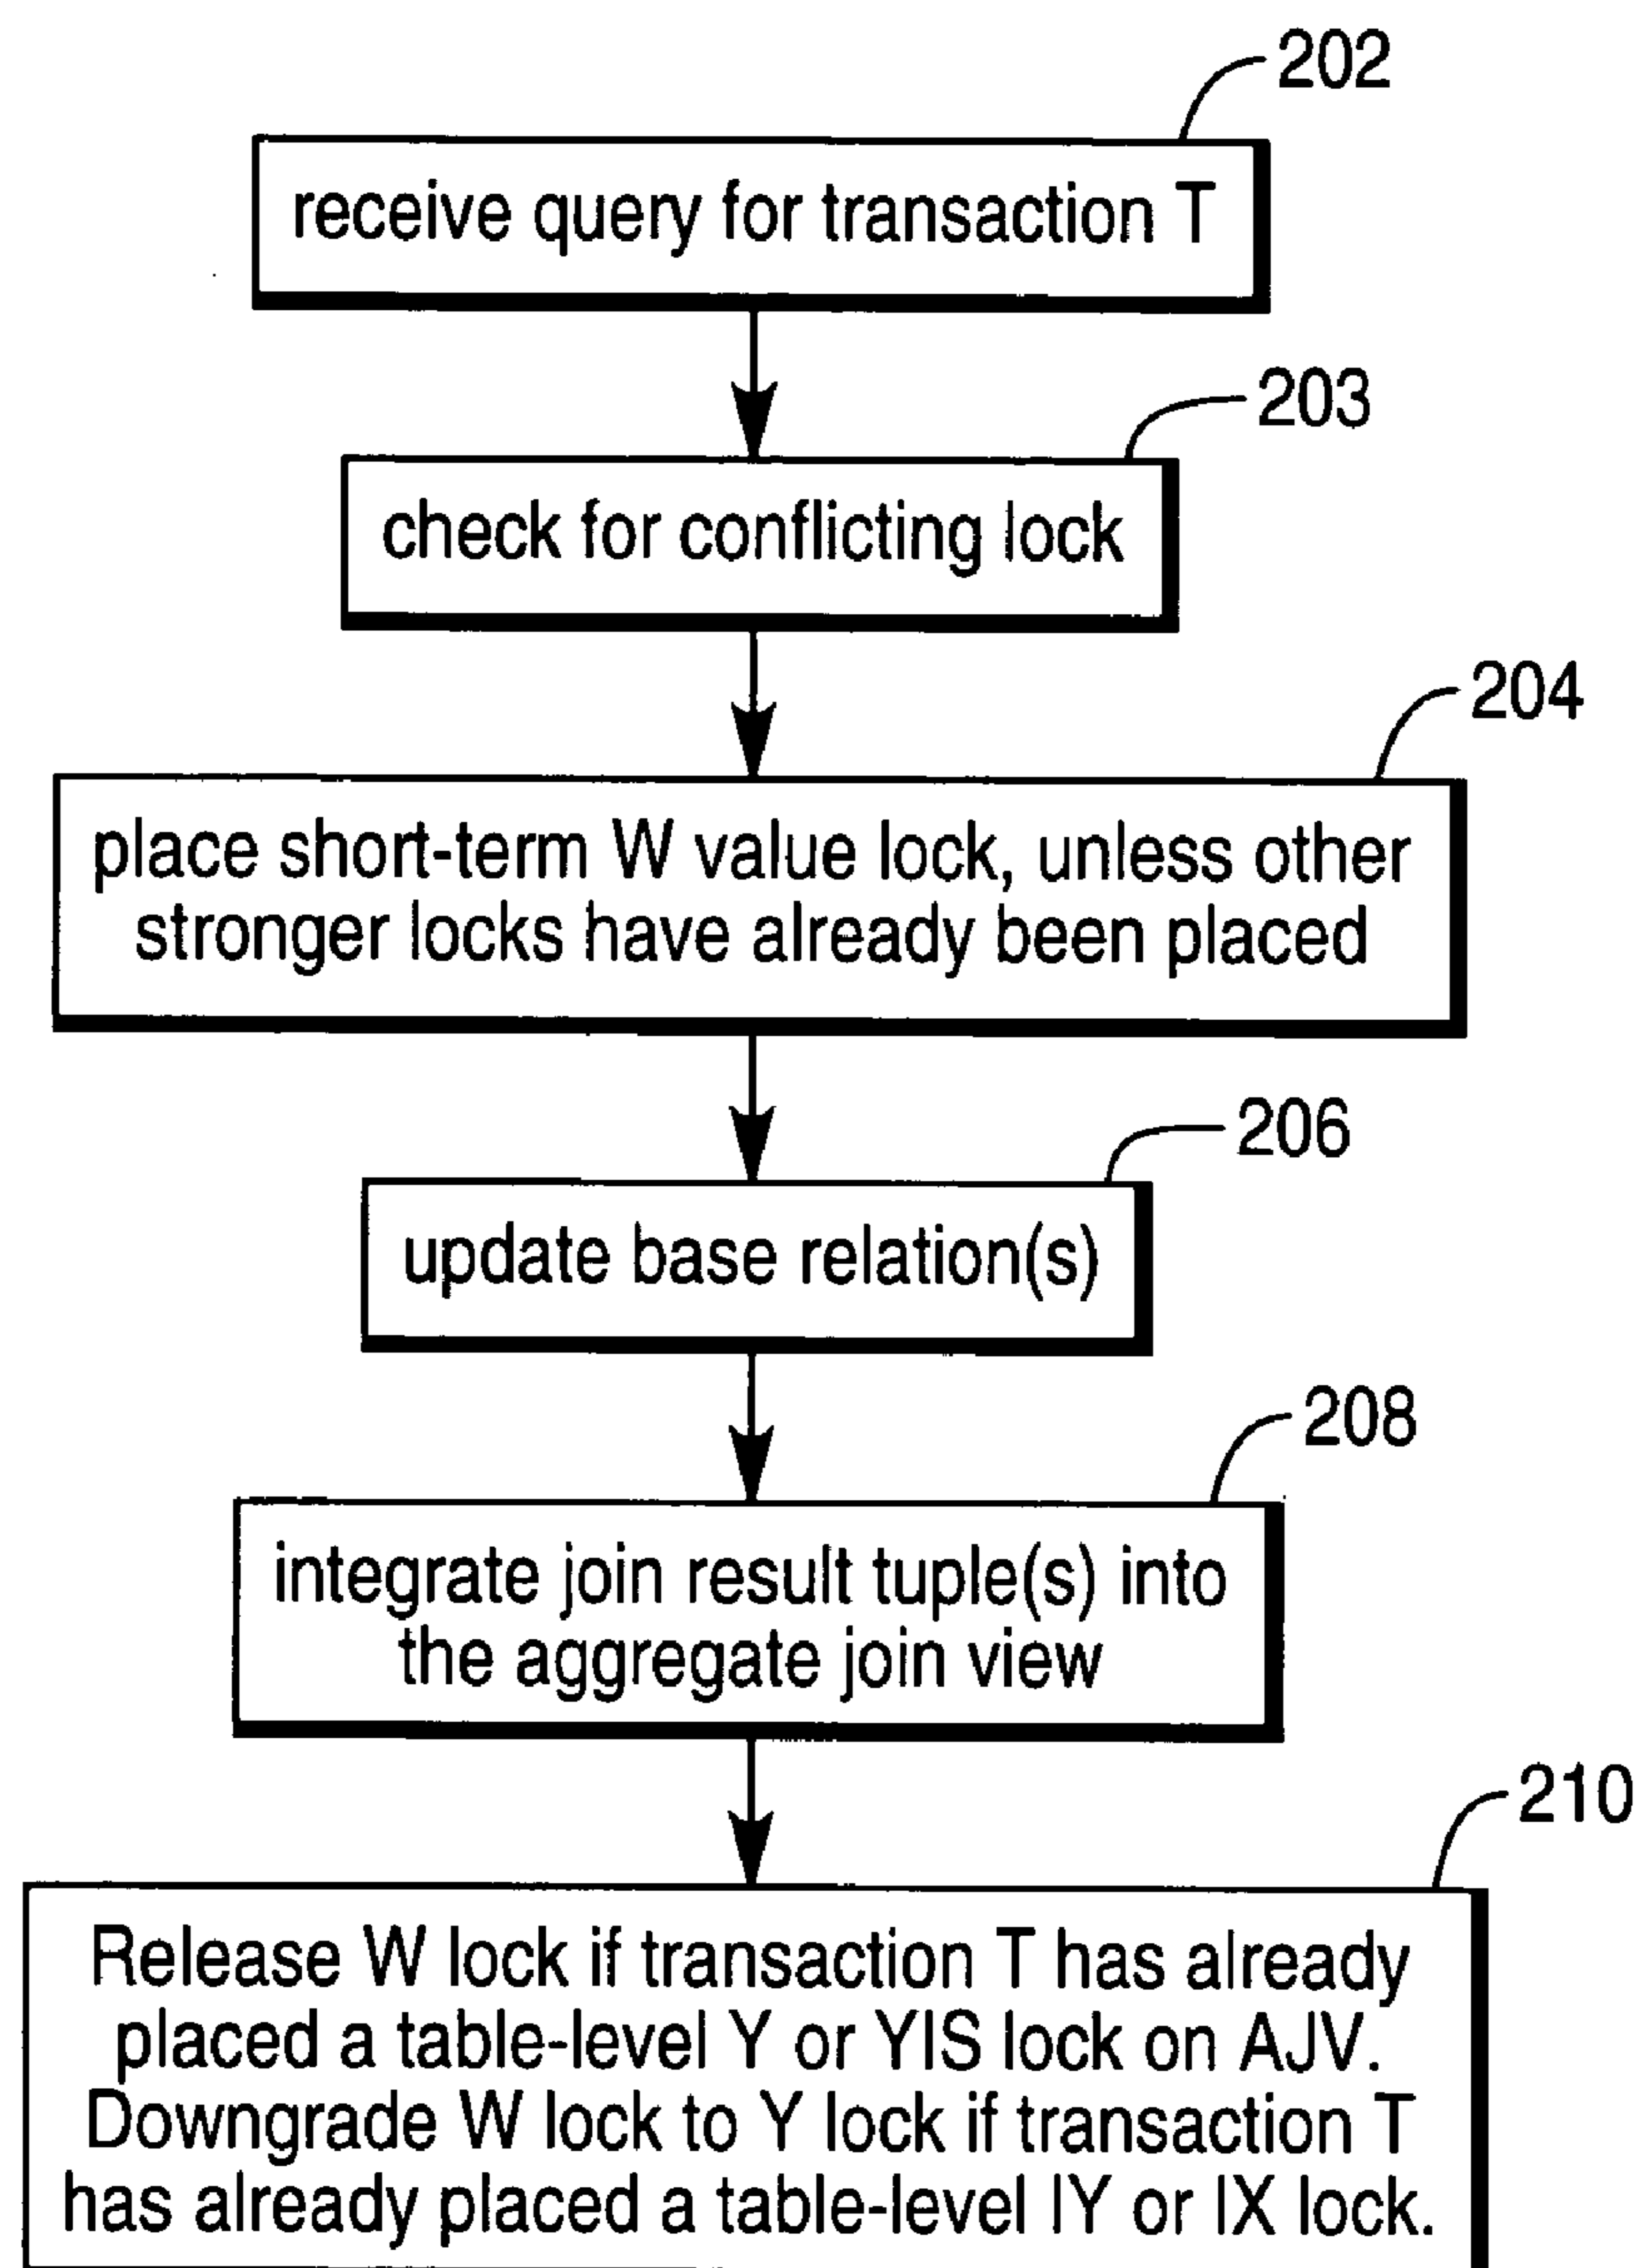 202
receive query for transaction T
203
check for conflicting lock
204
place short-term W value lock, unless other
stronger locks have already been placed
206
update base relation(s)
208
integrate join result tuple(s) into
the aggregate join view
210
Release W lock if transaction T has already
placed a table-level Y or YIS lock on AJV.
Downgrade W lock to Y lock if transaction T
has already placed a table-level IY or IX lock.